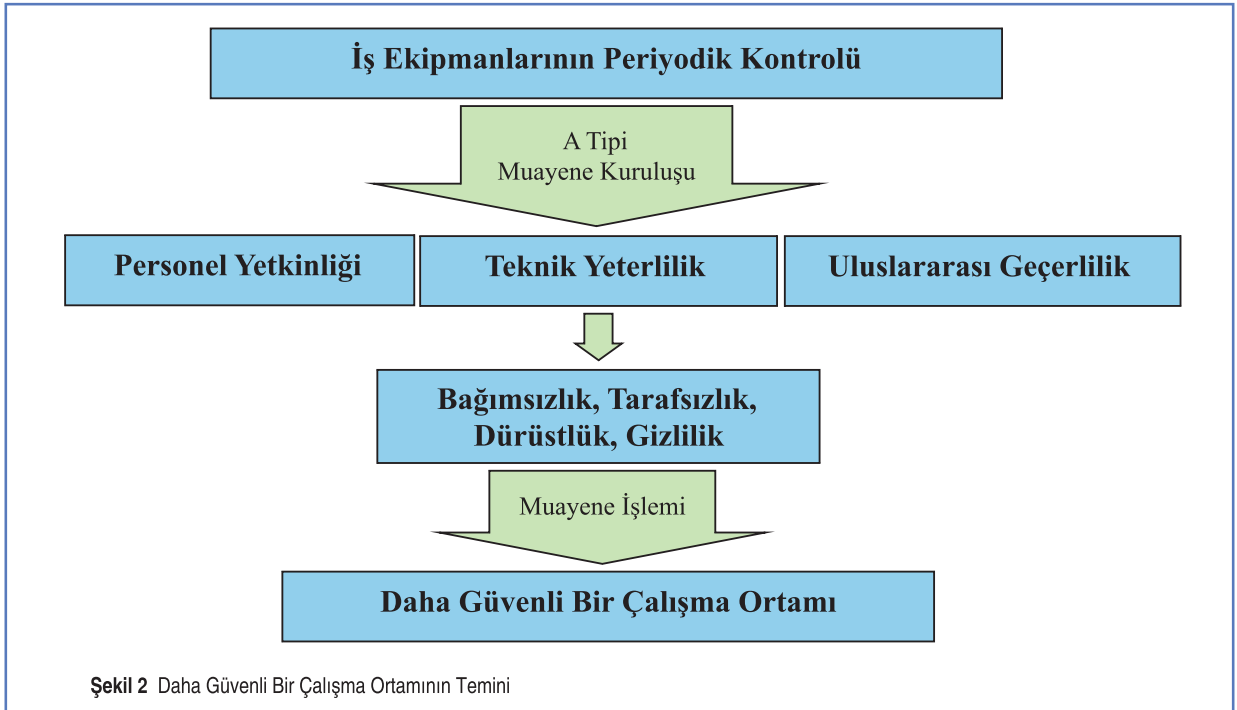 İş Ekipmanlarının Periyodik Kontrolü
A Tipi
Muayene Kuruluşu
Personel Yetkinliği
Teknik Yeterlilik
Uluslararası Geçerlilik
Bağımsızlık, Tarafsızlık,
Dürüstlük, Gizlilik
Muayene İşlemi
Daha Güvenli Bir Çalışma Ortamı
Şekil 2 Daha Güvenli Bir Çalışma Ortamının Temini